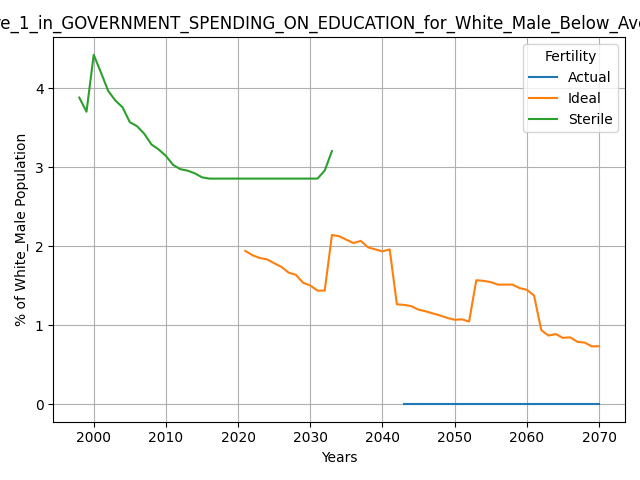 re_1_in_GOVERNMENT_SPENDING_ON_EDUCATION_for_White_Male_Below_Ave
Fertility
Actual
Ideal
Sterile
% of White_Male Population
4
3
2
1
0
2000 2010 2020 2030 2040 2050 2060 2070
Years